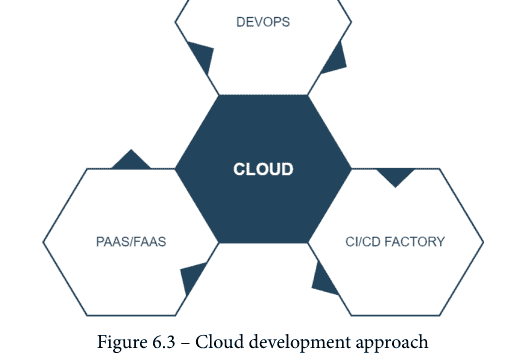 DEVOPS
CLOUD
PAAS/FAAS
CI/CD FACTORY
Figure 6.3 – Cloud development approach